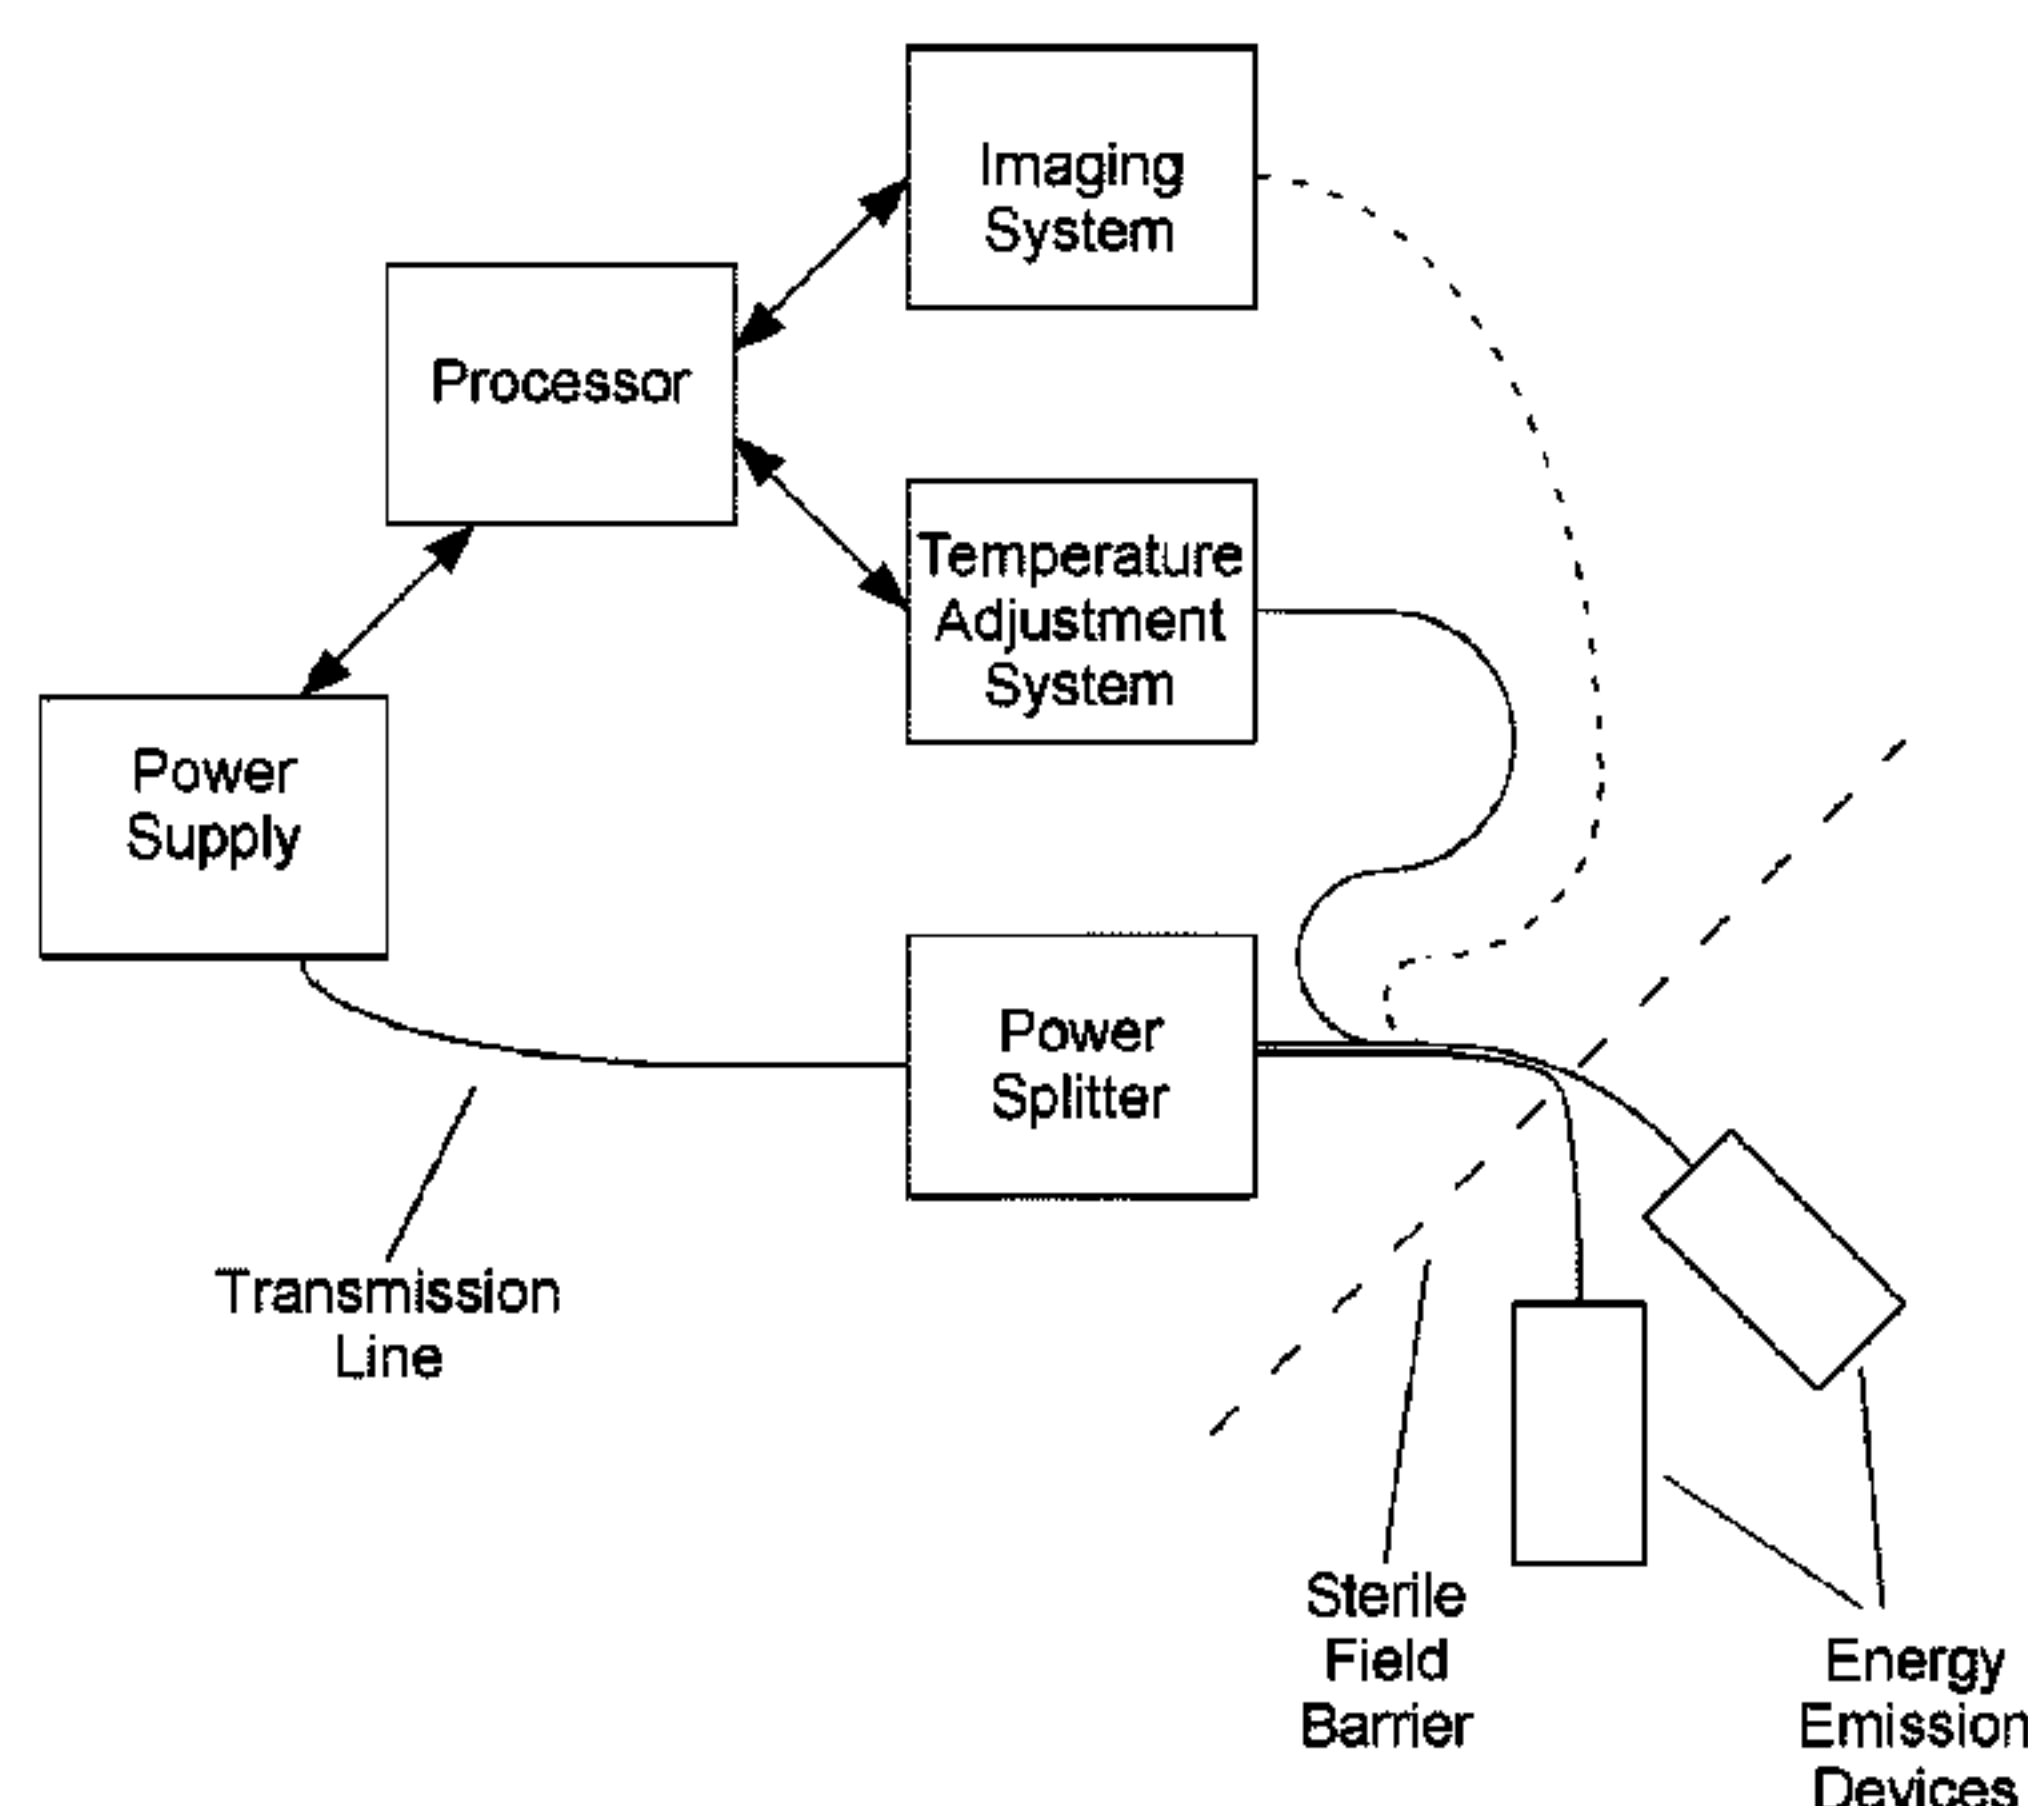 Imaging
System
Processor
Temperature
Adjustment
System
Power
Supply
Power
Splitter
Transmission
Line
Sterile
Field
Barrier
Energy
Emission
Devices